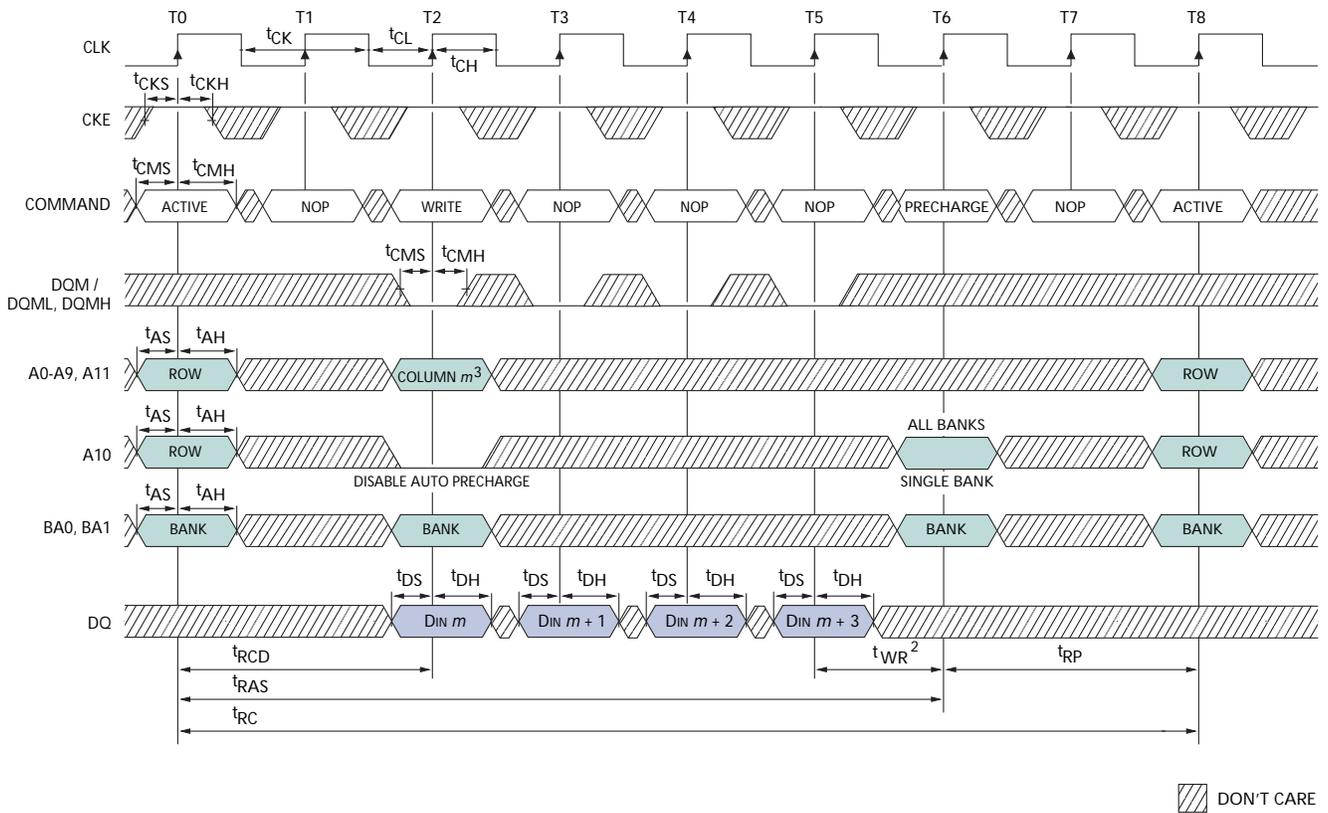 T0 T1 T2 T3 T4 T5 T6 T7 T8
CLK
tCK tCL
tCH
tCKS tCKH
CKE
tCMS tCMH
COMMAND ACTIVE NOP WRITE NOP NOP NOP PRECHARGE NOP ACTIVE
tCMS tCMH
DQM /
DQML, DQMH
tAS tAH
A0-A9, A11 ROW COLUMN m3 ROW
tAS tAH ALL BANKS
A10 ROW ROW
DISABLE AUTO PRECHARGE SINGLE BANK
tAS tAH
BA0, BA1 BANK BANK BANK BANK
tDS tDH tDS tDH tDS tDH tDS tDH
DQ DIN m DIN m + 1 DIN m + 2 DIN m + 3
tRCD tWR2 tRP
tRAS
tRC
DON'T CARE